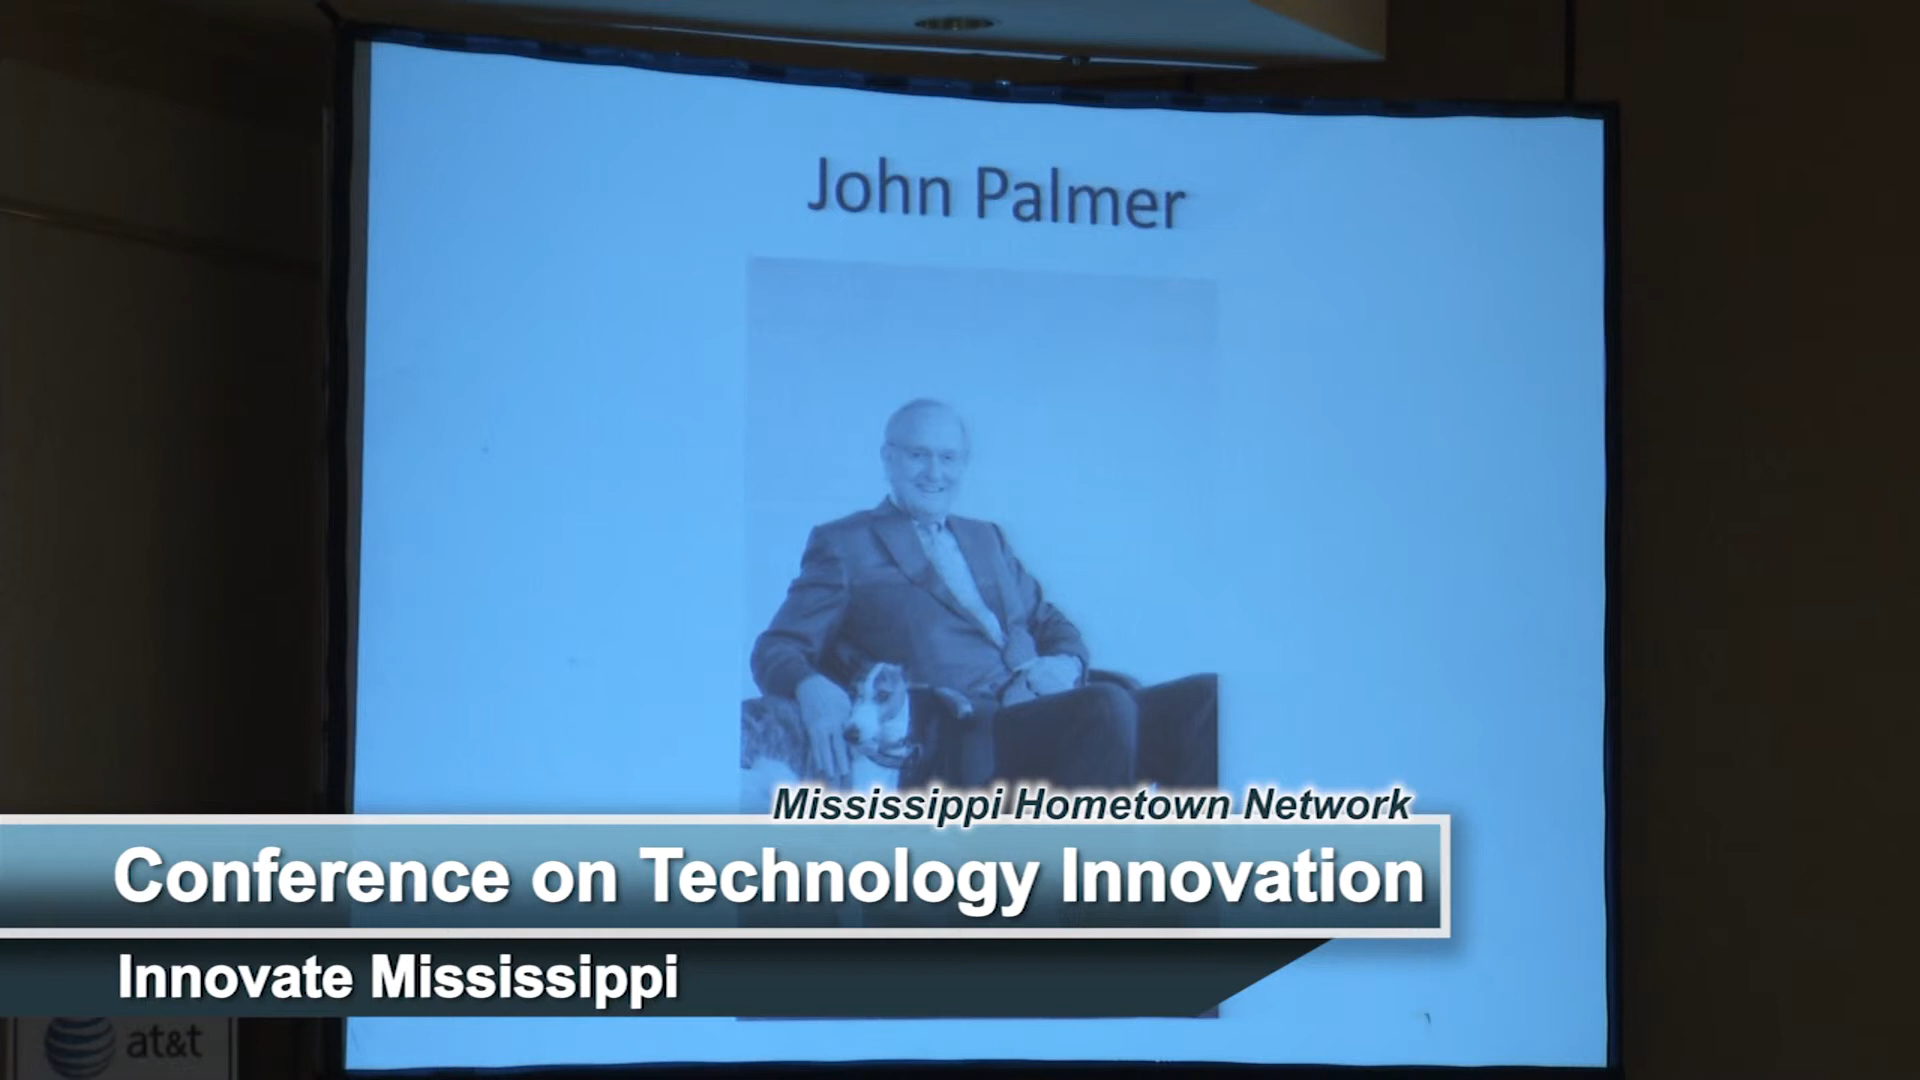 John Palmer
Mississippi Hometown Network
Conference on Technology Innovation
Innovate Mississippi
at&t